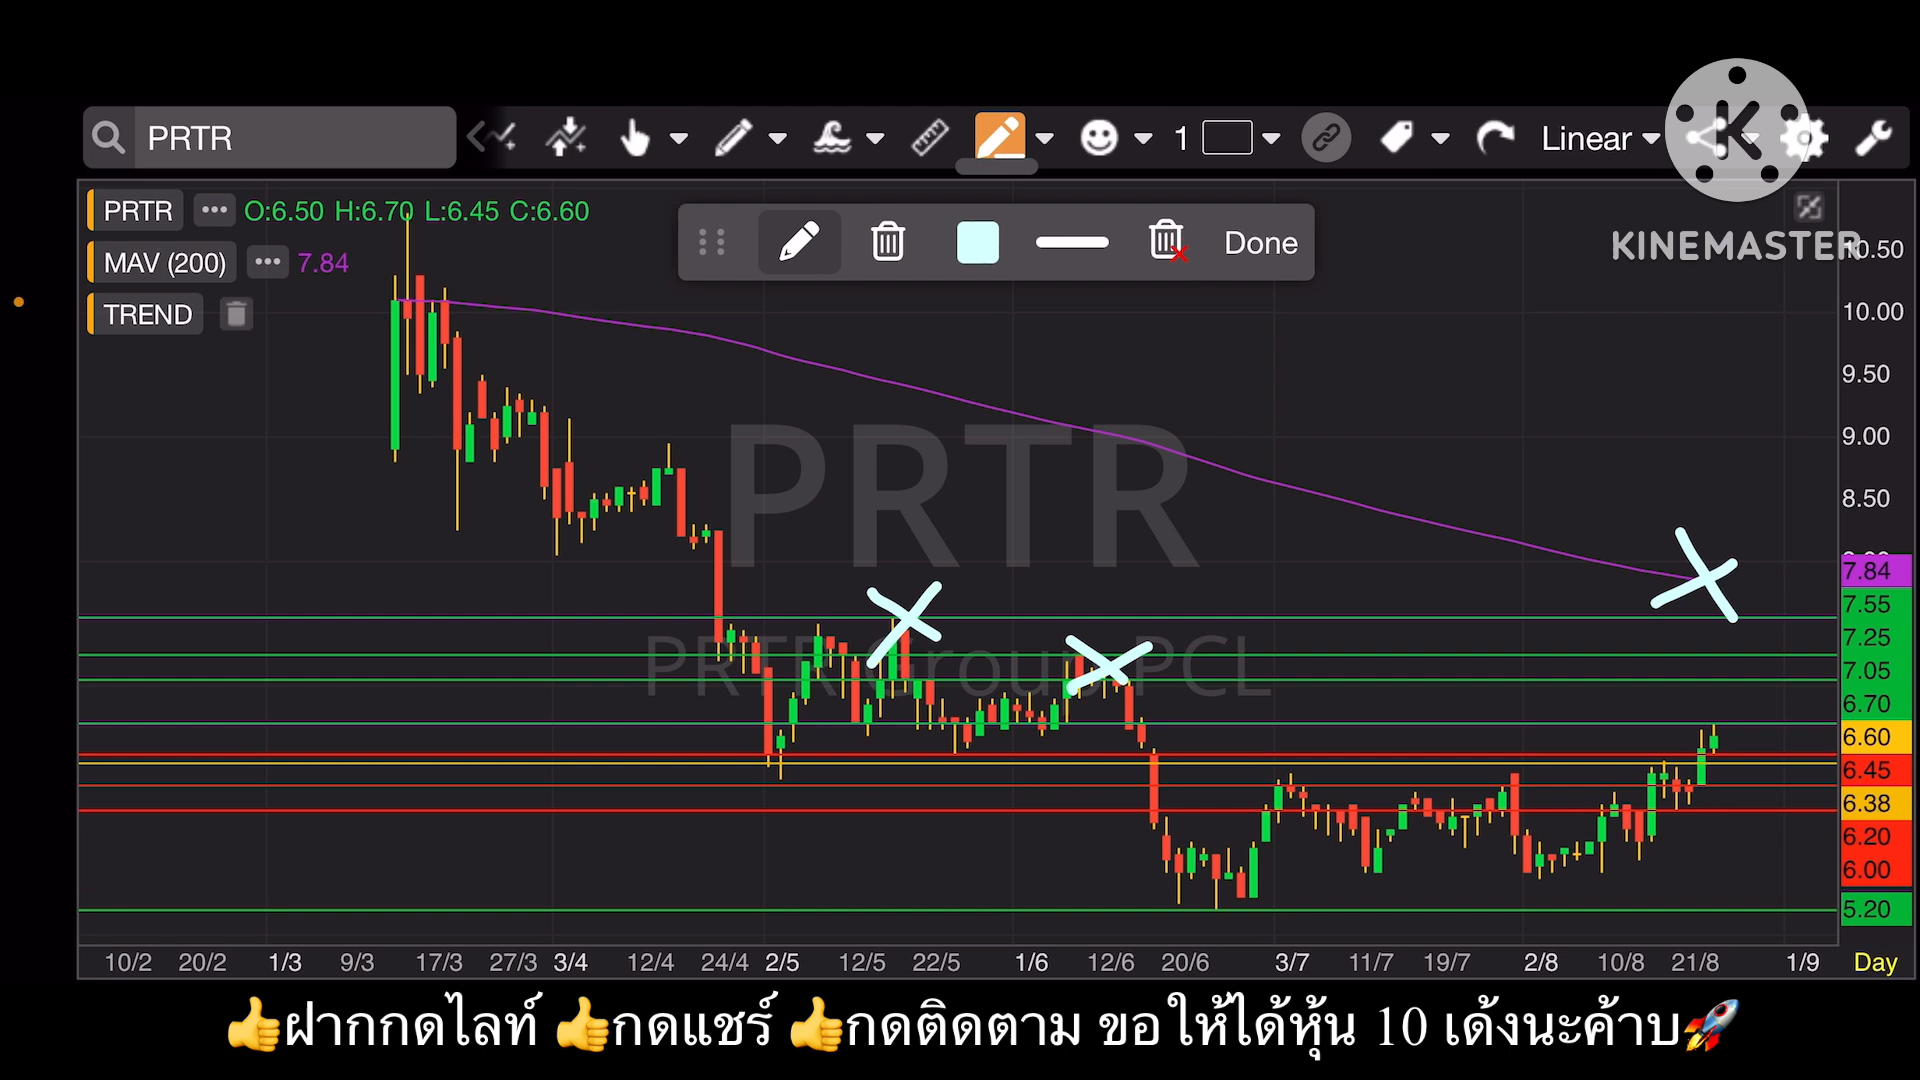 PRTR
1
Linear
KINEMASTER
PRTR ••• O:6.50 H:6.70 L:6.45 C:6.60
MAV (200) ••• 7.84
TREND
Done
10.50
10.00
9.50
9.00
8.50
7.84
7.55
7.25
7.05
6.70
6.60
6.45
6.38
6.20
6.00
5.20
PRTR
PRTR Group PCL
10/2 20/2 1/3 9/3 17/3 27/3 3/4 12/4 24/4 2/5 12/5 22/5 1/6 12/6 20/6 3/7 11/7 19/7 2/8 10/8 21/8 1/9 Day
👍ฝากกดไลท์ 👍กดแชร์ 👍กดติดตาม ขอให้ได้หุ้น 10 เด้งนะค้าบ🚀